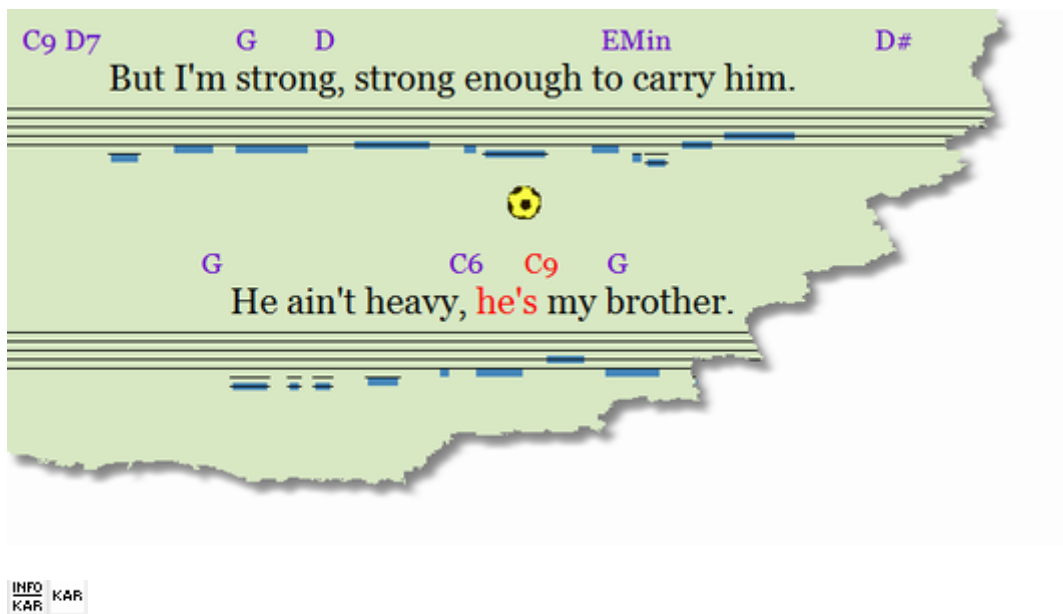 C9 D7 G D EMin D#
But I'm strong, strong enough to carry him.
G C6 C9 G
He ain't heavy, he's my brother.
INFO KAR
KAR